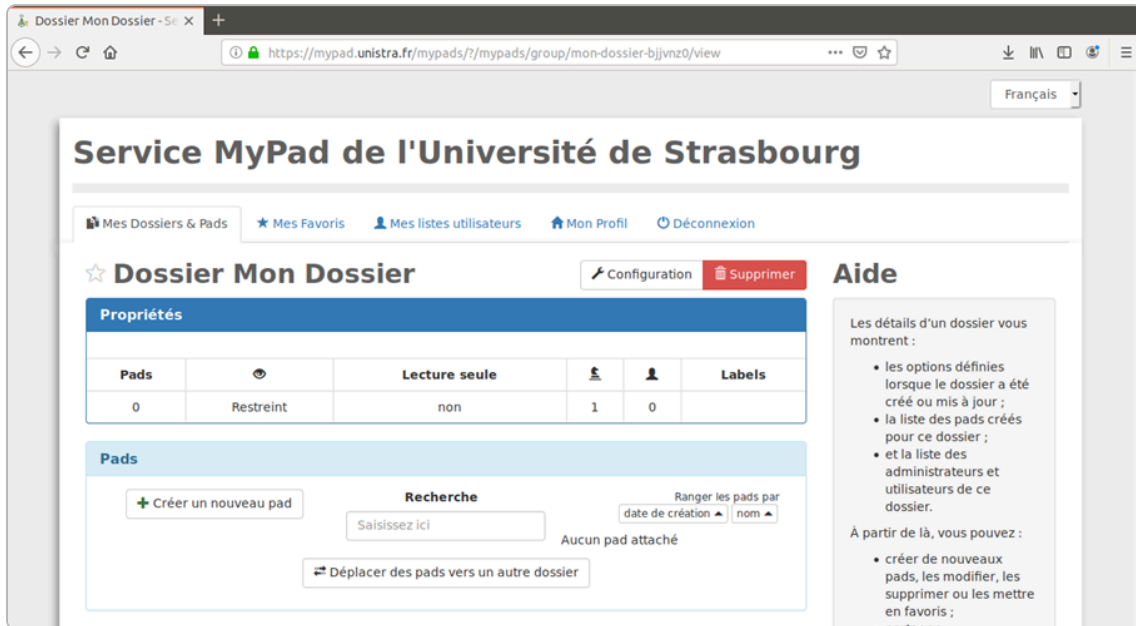 Dossier Mon Dossier - Se
https://mypad.unistra.fr/mypads/?/mypads/group/mon-dossier-bjjvnz0/view
Français
Service MyPad de l'Université de Strasbourg
Mes Dossiers & Pads Mes Favoris Mes listes utilisateurs Mon Profil Déconnexion
Dossier Mon Dossier Configuration Supprimer
Propriétés
Pads Lecture seule Labels
0 Restreint non 1 0
Pads
Créer un nouveau pad Recherche Ranger les pads par
Saisissez ici date de création nom
Aucun pad attaché
Déplacer des pads vers un autre dossier
Aide
Les détails d'un dossier vous
montrent :
• les options définies
lorsque le dossier a été
créé ou mis à jour ;
• la liste des pads créés
pour ce dossier ;
• et la liste des
administrateurs et
utilisateurs de ce
dossier.
À partir de là, vous pouvez :
• créer de nouveaux
pads, les modifier, les
supprimer ou les mettre
en favoris ;